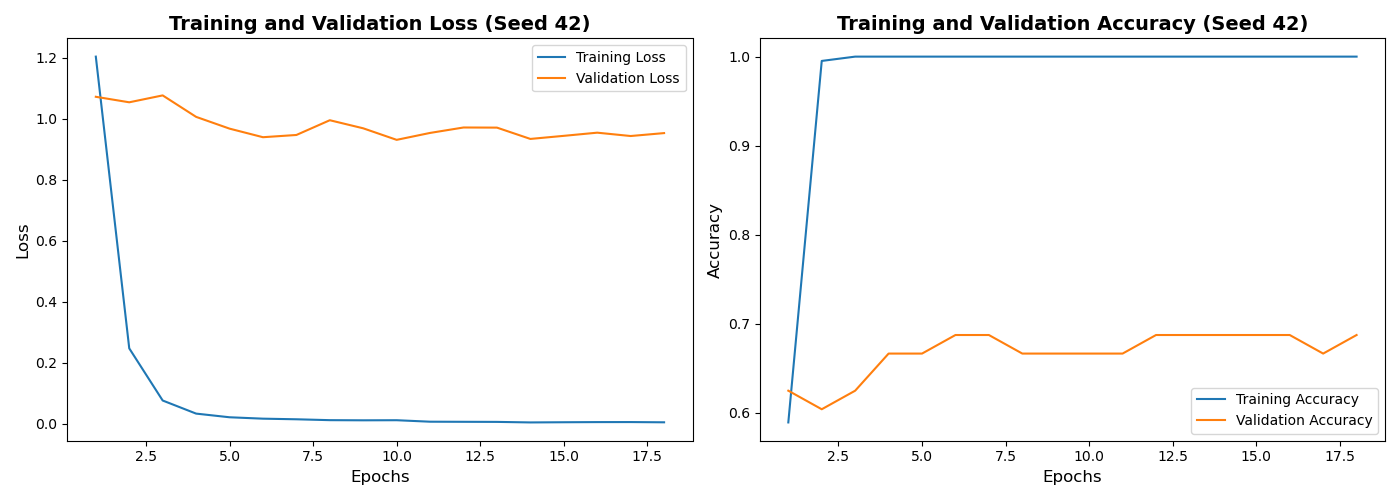 Training and Validation Loss (Seed 42)
Training Loss
Validation Loss
1.2
1.0
0.8
0.6
0.4
0.2
0.0
Loss
2.5 5.0 7.5 10.0 12.5 15.0 17.5
Epochs
Training and Validation Accuracy (Seed 42)
1.0
0.9
0.8
0.7
0.6
Accuracy
Training Accuracy
Validation Accuracy
2.5 5.0 7.5 10.0 12.5 15.0 17.5
Epochs